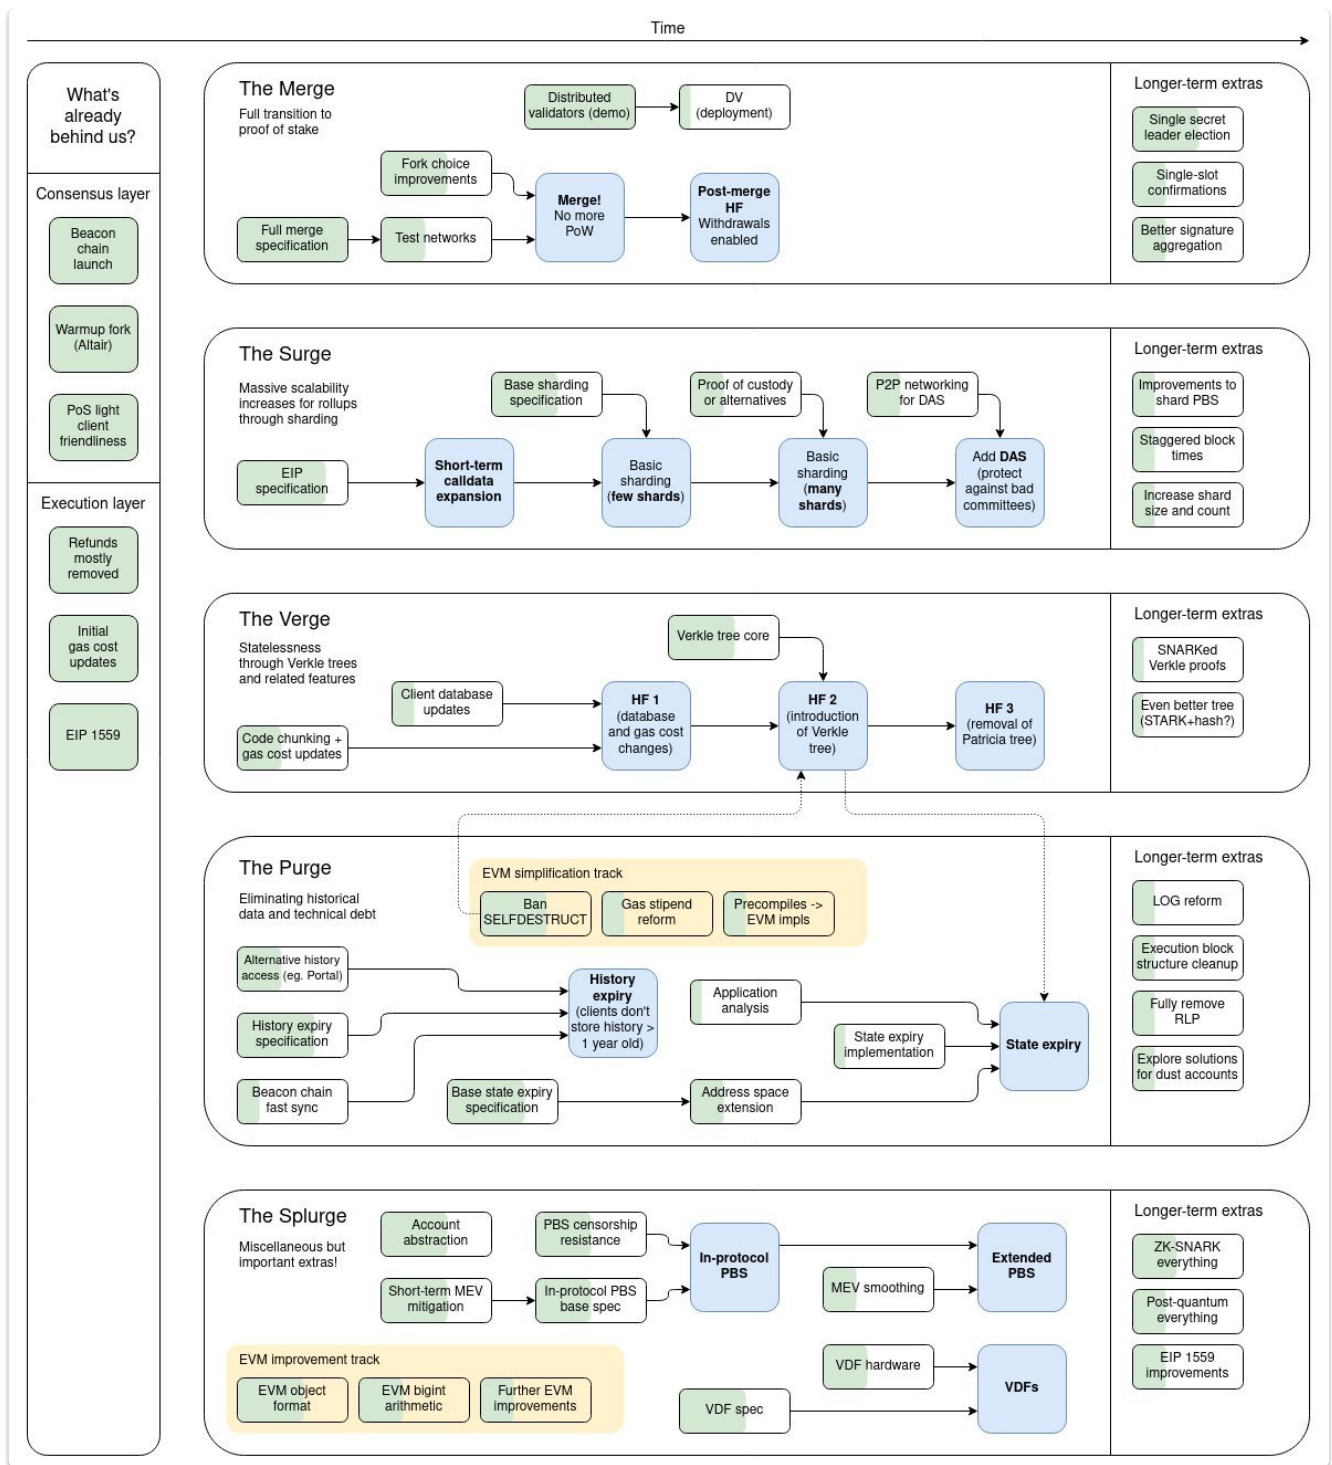 Time
What's
already
behind us?
Consensus layer
Beacon
chain
launch
Warmup fork
(Altair)
PoS light
client
friendliness
Execution layer
Refunds
mostly
removed
Initial
gas cost
updates
EIP 1559
The Merge
Full transition to
proof of stake
Distributed
validators (demo)
DV
(deployment)
Fork choice
improvements
Full merge
specification
Test networks
Merge!
No more
PoW
Post-merge
HF
Withdrawals
enabled
Longer-term extras
Single secret
leader election
Single-slot
confirmations
Better signature
aggregation
The Surge
Massive scalability
increases for rollups
through sharding
Base sharding
specification
Proof of custody
or alternatives
P2P networking
for DAS
EIP
specification
Short-term
calldata
expansion
Basic
sharding
(few shards)
Basic
sharding
(many
shards)
Add DAS
(protect
against bad
committees)
Longer-term extras
Improvements to
shard PBS
Staggered block
times
Increase shard
size and count
The Verge
Statelessness
through Verkle trees
and related features
Verkle tree core
Client database
updates
Code chunking +
gas cost updates
HF 1
(database
and gas cost
changes)
HF 2
(introduction
of Verkle
tree)
HF 3
(removal of
Patricia tree)
Longer-term extras
SNARKed
Verkle proofs
Even better tree
(STARK+hash?)
The Purge
Eliminating historical
data and technical debt
EVM simplification track
Ban
SELFDESTRUCT
Gas stipend
reform
Precompiles ->
EVM impls
Alternative history
access (eg. Portal)
History expiry
specification
Beacon chain
fast sync
History
expiry
(clients don't
store history >
1 year old)
Base state expiry
specification
Application
analysis
State expiry
implementation
Address space
extension
State expiry
Longer-term extras
LOG reform
Execution block
structure cleanup
Fully remove
RLP
Explore solutions
for dust accounts
The Splurge
Miscellaneous but
important extras!
Account
abstraction
PBS censorship
resistance
Short-term MEV
mitigation
In-protocol PBS
base spec
In-protocol
PBS
MEV smoothing
Extended
PBS
EVM improvement track
EVM object
format
EVM bigint
arithmetic
Further EVM
improvements
VDF hardware
VDF spec
VDFs
Longer-term extras
ZK-SNARK
everything
Post-quantum
everything
EIP 1559
improvements